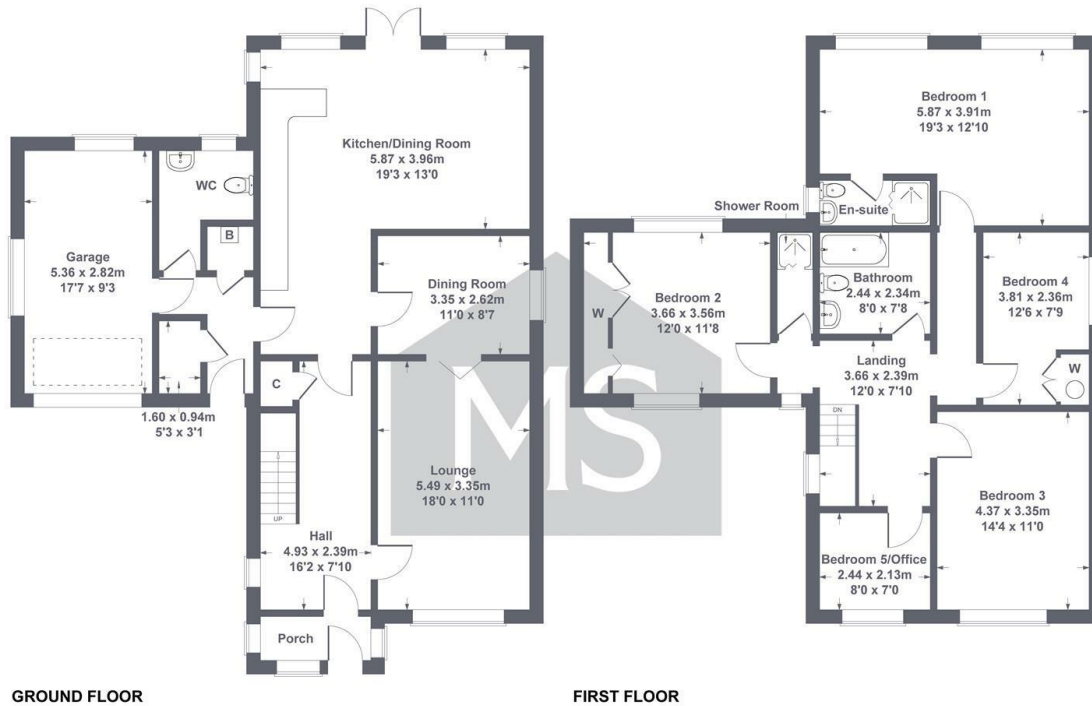 Kitchen/Dining Room
5.87 x 3.96m
19'3 x 13'0
WC
B
Garage
5.36 x 2.82m
17'7 x 9'3
Dining Room
3.35 x 2.62m
11'0 x 8'7
C
1.60 x 0.94m
5'3 x 3'1
Lounge
5.49 x 3.35m
18'0 x 11'0
UP
Hall
4.93 x 2.39m
16'2 x 7'10
Porch
GROUND FLOOR
MS
Bedroom 1
5.87 x 3.91m
19'3 x 12'10
Shower Room
En-suite
W
Bedroom 2
3.66 x 3.56m
12'0 x 11'8
Bathroom
2.44 x 2.34m
8'0 x 7'8
Bedroom 4
3.81 x 2.36m
12'6 x 7'9
W
Landing
3.66 x 2.39m
12'0 x 7'10
DN
Bedroom 3
4.37 x 3.35m
14'4 x 11'0
Bedroom 5/Office
2.44 x 2.13m
8'0 x 7'0
FIRST FLOOR